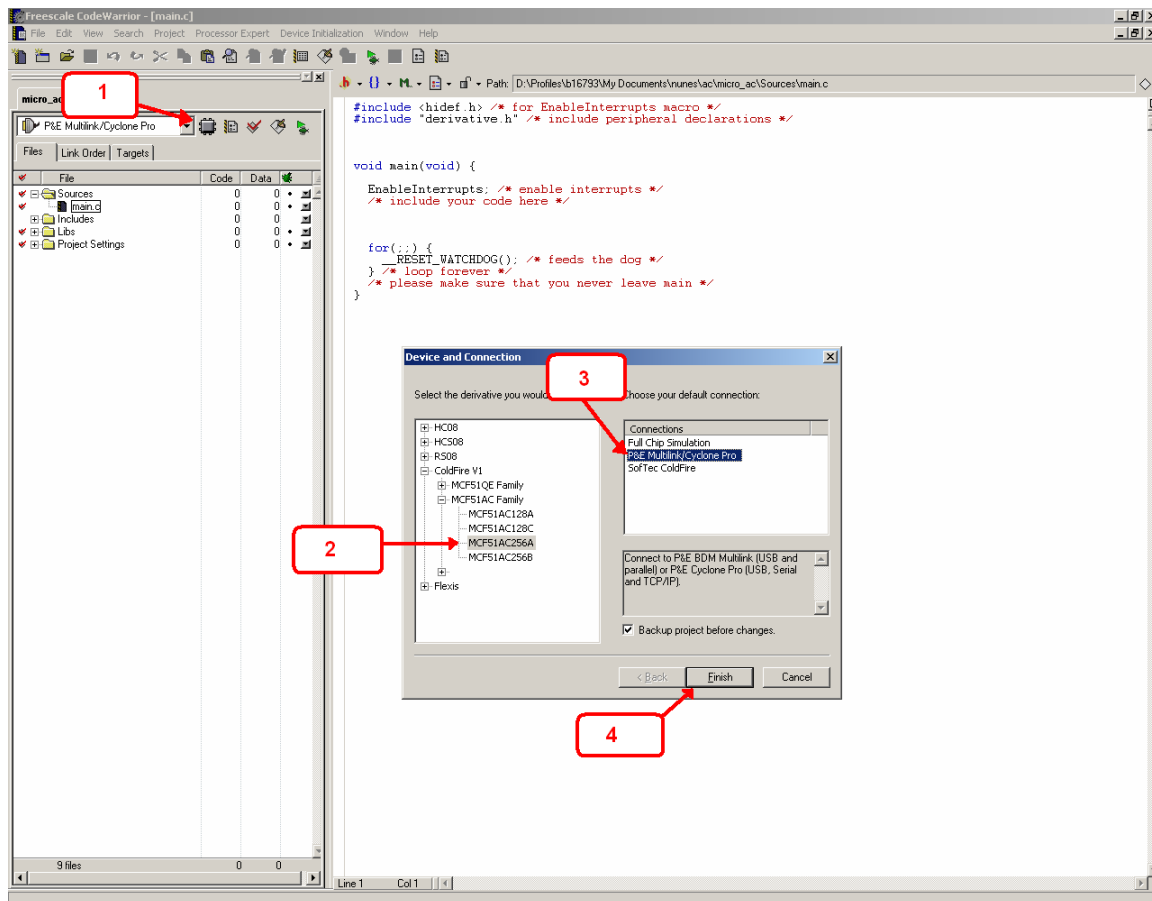 Freescale CodeWarrior - [main.c]
File Edit View Search Project Processor Expert Device Initialization Window Help
Path: D:\Profiles\b16793\My Documents\nunes\ac\micro_ac\Sources\main.c
micro_ac
1
P&E Multilink/Cyclone Pro
Files Link Order Targets
File Code Data
Sources 0 0
main.c 0 0
Includes 0 0
Libs 0 0
Project Settings 0 0
9 files 0 0
#include <hidef.h> /* for EnableInterrupts macro */
#include "derivative.h" /* include peripheral declarations */
void main(void) {
EnableInterrupts; /* enable interrupts */
/* include your code here */
for(;;) {
__RESET_WATCHDOG(); /* feeds the dog */
} /* loop forever */
/* please make sure that you never leave main */
}
Device and Connection
3
Select the derivative you would
HC08
HCS08
RS08
ColdFire V1
MCF51QE Family
MCF51AC Family
MCF51AC128A
MCF51AC128C
MCF51AC256A
MCF51AC256B
Flexis
2
Choose your default connection:
Connections
Full Chip Simulation
P&E Multilink/Cyclone Pro
SofTec ColdFire
Connect to P&E BDM Multilink (USB and
parallel) or P&E Cyclone Pro (USB, Serial
and TCP/IP).
Backup project before changes.
< Back Finish Cancel
4
Line 1 Col 1